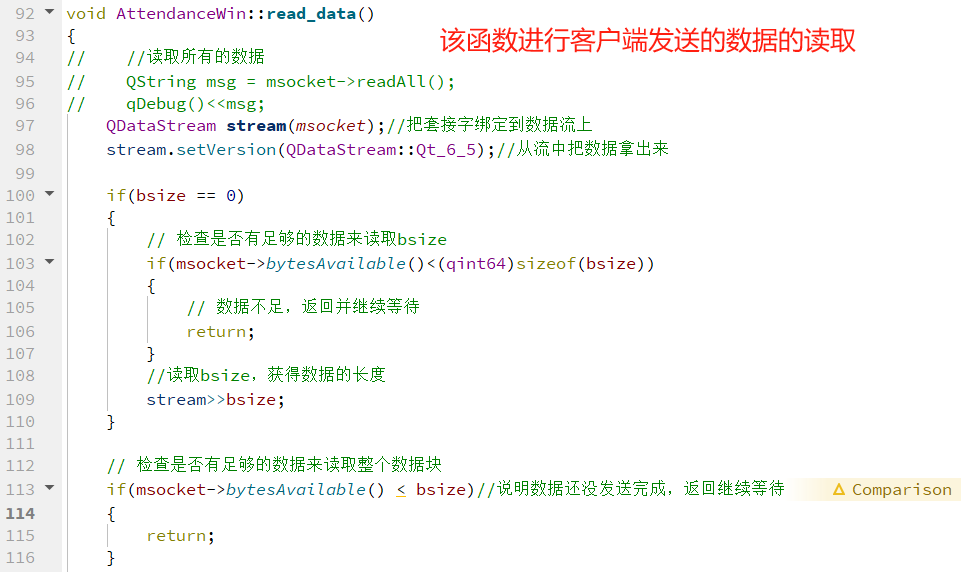 92 void AttendanceWin::read_data()
93 {
该函数进行客户端发送的数据的读取
94 //    //读取所有的数据
95 //    QString msg = msocket->readAll();
96 //    qDebug()<<msg;
97     QDataStream stream(msocket);//把套接字绑定到数据流上
98     stream.setVersion(QDataStream::Qt_6_5);//从流中把数据拿出来
99
100     if(bsize == 0)
101     {
102         // 检查是否有足够的数据来读取bsize
103         if(msocket->bytesAvailable()<(qint64)sizeof(bsize))
104         {
105             // 数据不足，返回并继续等待
106             return;
107         }
108         //读取bsize，获得数据的长度
109         stream>>bsize;
110     }
111
112     // 检查是否有足够的数据来读取整个数据块
113     if(msocket->bytesAvailable() < bsize)//说明数据还没发送完成，返回继续等待 Comparison
114     {
115         return;
116     }